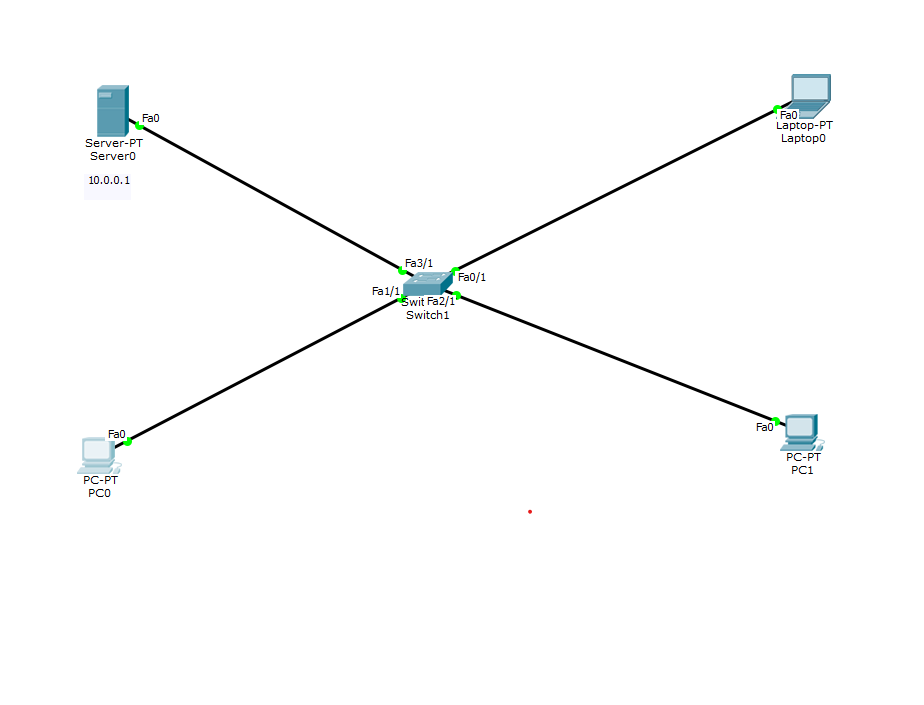 Fa0
Server-PT
Server0
10.0.0.1
Fa0
Laptop-PT
Laptop0
Fa3/1
Fa0/1
Fa1/1
Swit Fa2/1
Switch1
Fa0
PC-PT
PC0
Fa0
PC-PT
PC1